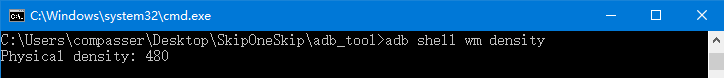 C:\Windows\system32\cmd.exe
C:\Users\compasser\Desktop\SkipOneSkip\adb_tool>adb shell wm density
Physical density: 480